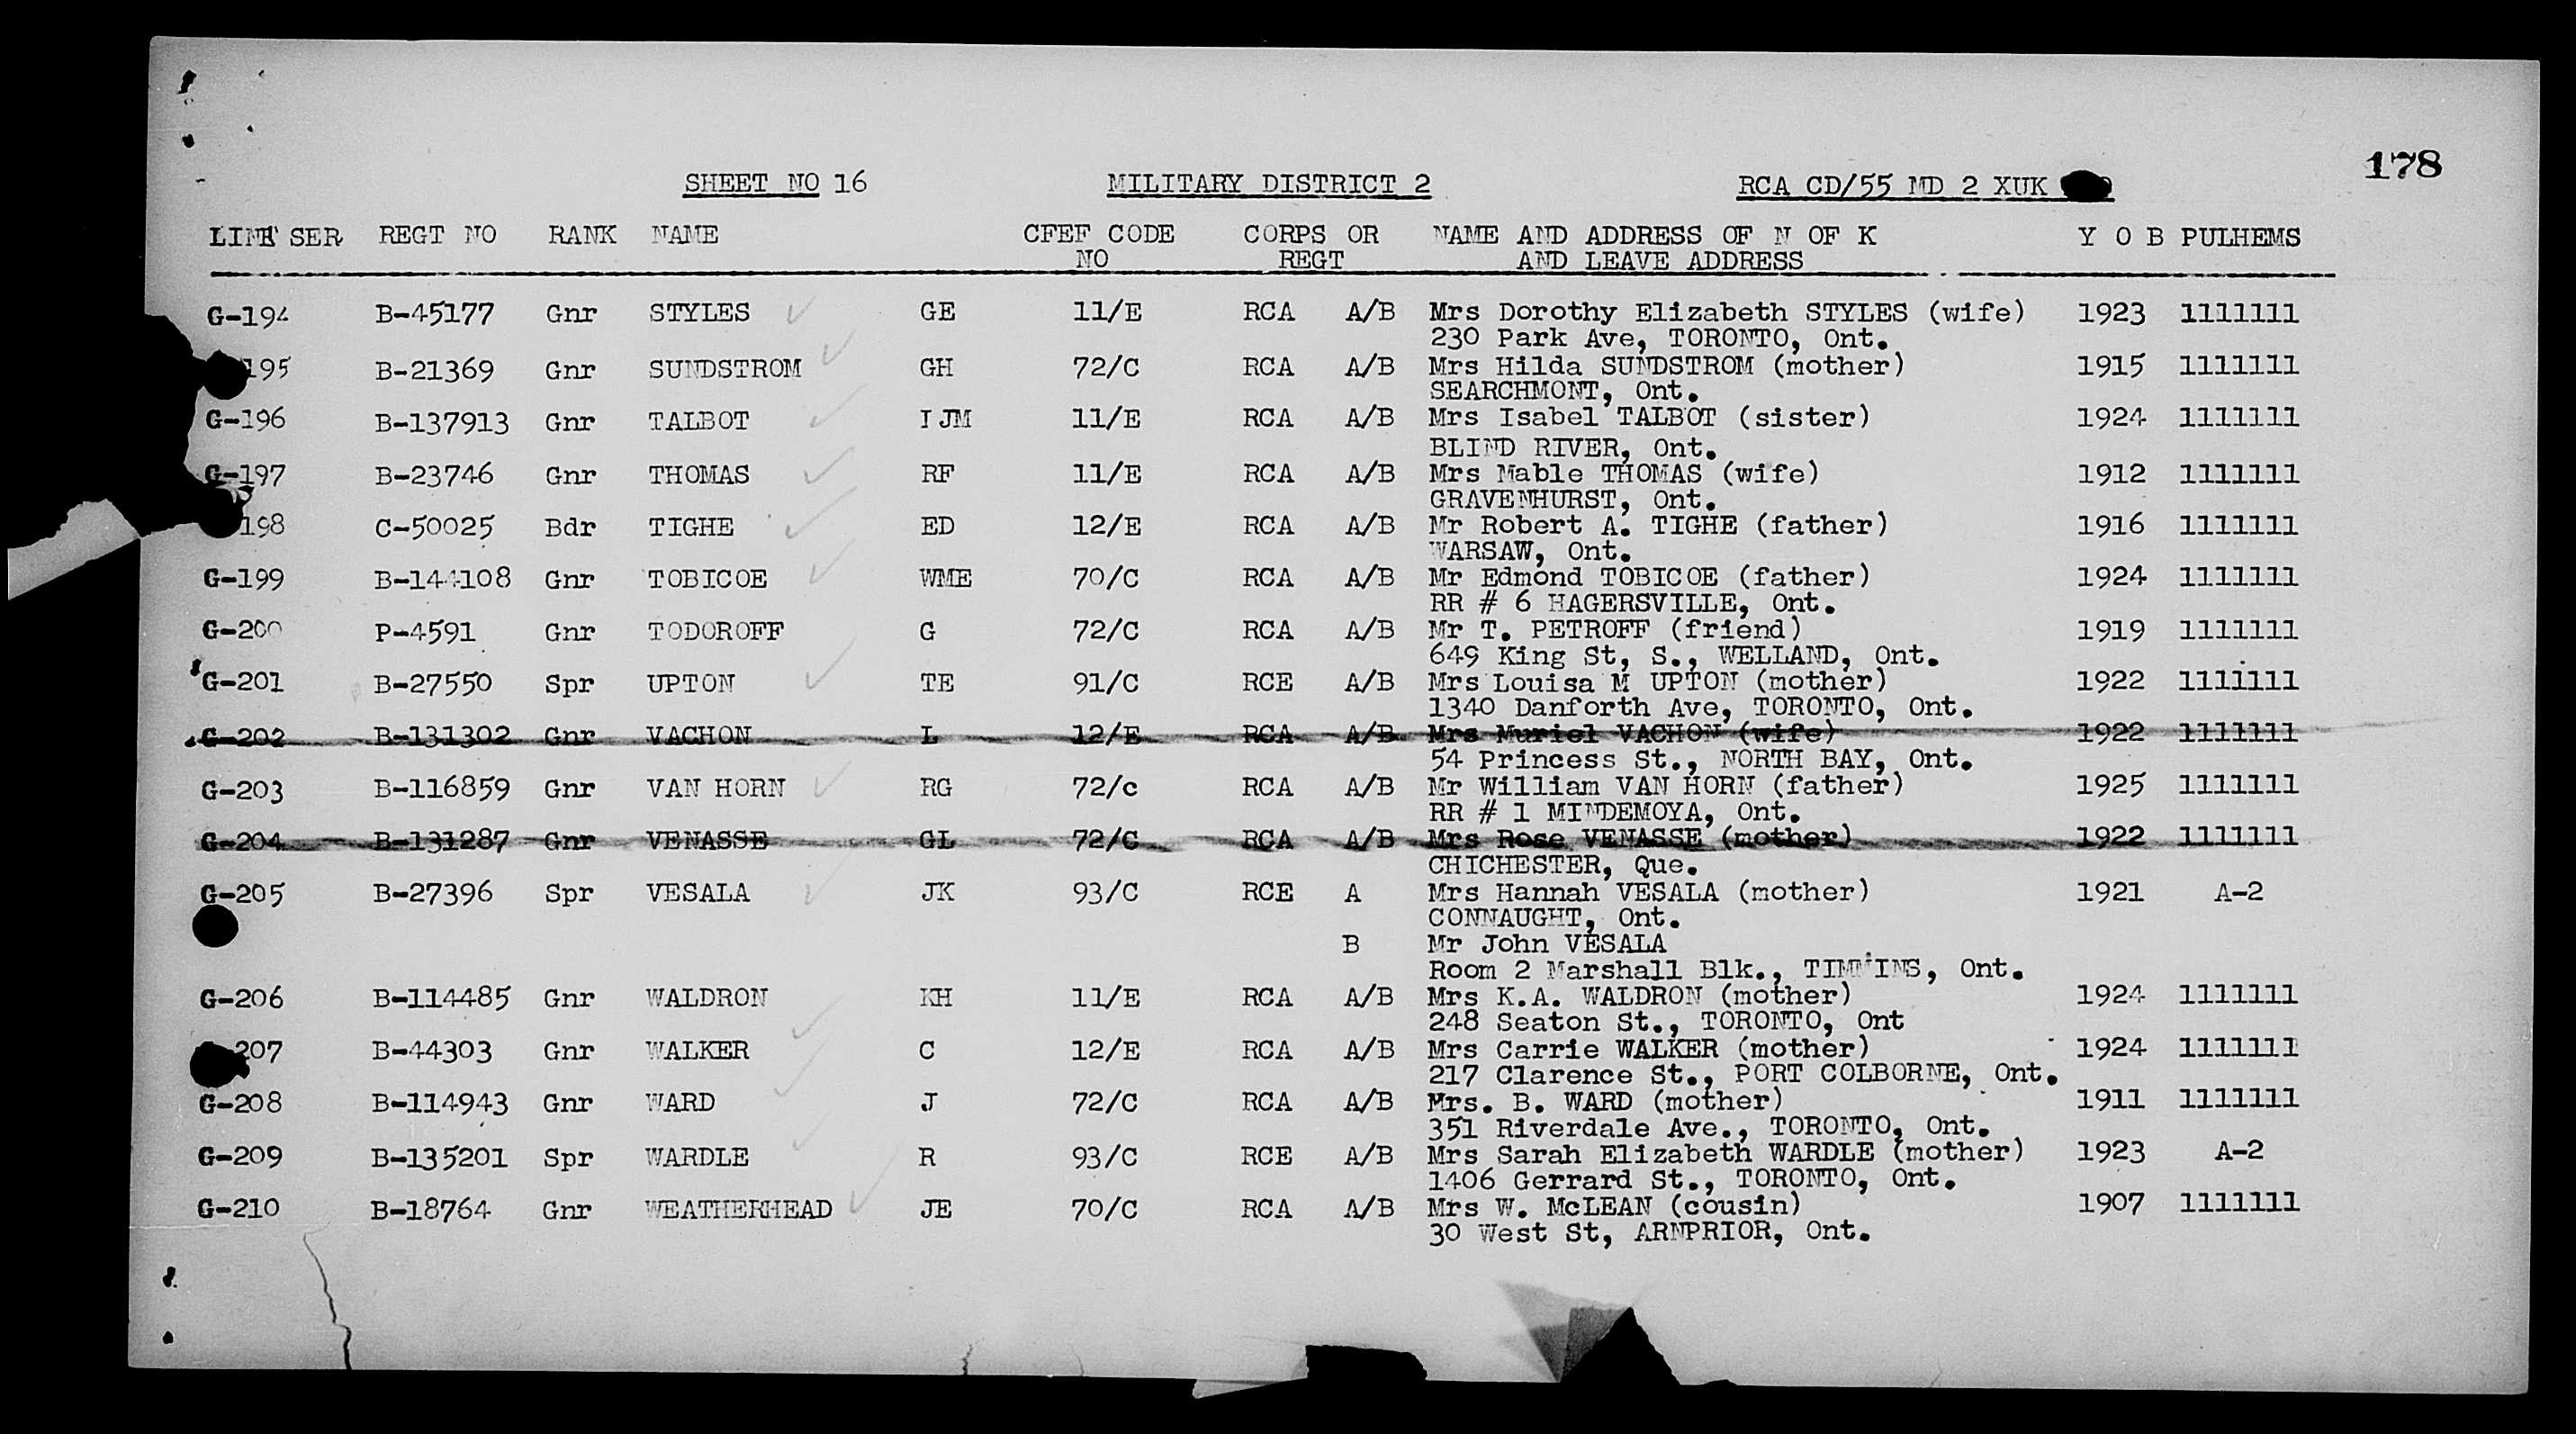 178
SHEET NO 16 MILITARY DISTRICT 2 RCA CD/55 MD 2 XUK
LINE SER REGT NO RANK NAME CFEF CODE CORPS OR NAME AND ADDRESS OF N OF K Y O B PULHEMS
NO REGT AND LEAVE ADDRESS
G-194 B-45177 Gnr STYLES GE 11/E RCA A/B Mrs Dorothy Elizabeth STYLES (wife) 1923 1111111
230 Park Ave, TORONTO, Ont.
195 B-21369 Gnr SUNDSTROM GH 72/C RCA A/B Mrs Hilda SUNDSTROM (mother) 1915 1111111
SEARCHMONT, Ont.
G-196 B-137913 Gnr TALBOT IJM 11/E RCA A/B Mrs Isabel TALBOT (sister) 1924 1111111
BLIND RIVER, Ont.
G-197 B-23746 Gnr THOMAS RF 11/E RCA A/B Mrs Mable THOMAS (wife) 1912 1111111
GRAVENHURST, Ont.
198 C-50025 Bdr TIGHE ED 12/E RCA A/B Mr Robert A. TIGHE (father) 1916 1111111
WARSAW, Ont.
G-199 B-144108 Gnr TOBICOE WME 70/C RCA A/B Mr Edmond TOBICOE (father) 1924 1111111
RR # 6 HAGERSVILLE, Ont.
G-200 P-4591 Gnr TODOROFF G 72/C RCA A/B Mr T. PETROFF (friend) 1919 1111111
649 King St, S., WELLAND, Ont.
G-201 B-27550 Spr UPTON TE 91/C RCE A/B Mrs Louisa M UPTON (mother) 1922 1111111
1340 Danforth Ave, TORONTO, Ont.
G-202 B-131302 Gnr VACHON L 12/E RCA A/B Mrs Muriel VACHON (wife) 1922 1111111
54 Princess St., NORTH BAY, Ont.
G-203 B-116859 Gnr VAN HORN RG 72/c RCA A/B Mr William VAN HORN (father) 1925 1111111
RR # 1 MINDEMOYA, Ont.
G-204 B-131287 Gnr VENASSE GL 72/C RCA A/B Mrs Rose VENASSE (mother) 1922 1111111
CHICHESTER, Que.
G-205 B-27396 Spr VESALA JK 93/C RCE A Mrs Hannah VESALA (mother) 1921 A-2
CONNAUGHT, Ont.
B Mr John VESALA
Room 2 Marshall Blk., TIMMINS, Ont.
G-206 B-114485 Gnr WALDRON KH 11/E RCA A/B Mrs K.A. WALDRON (mother) 1924 1111111
248 Seaton St., TORONTO, Ont
207 B-44303 Gnr WALKER C 12/E RCA A/B Mrs Carrie WALKER (mother) 1924 1111111
217 Clarence St., PORT COLBORNE, Ont.
G-208 B-114943 Gnr WARD J 72/C RCA A/B Mrs. B. WARD (mother) 1911 1111111
351 Riverdale Ave., TORONTO, Ont.
G-209 B-135201 Spr WARDLE R 93/C RCE A/B Mrs Sarah Elizabeth WARDLE (mother) 1923 A-2
1406 Gerrard St., TORONTO, Ont.
G-210 B-18764 Gnr WEATHERHEAD JE 70/C RCA A/B Mrs W. McLEAN (cousin) 1907 1111111
30 West St, ARNPRIOR, Ont.